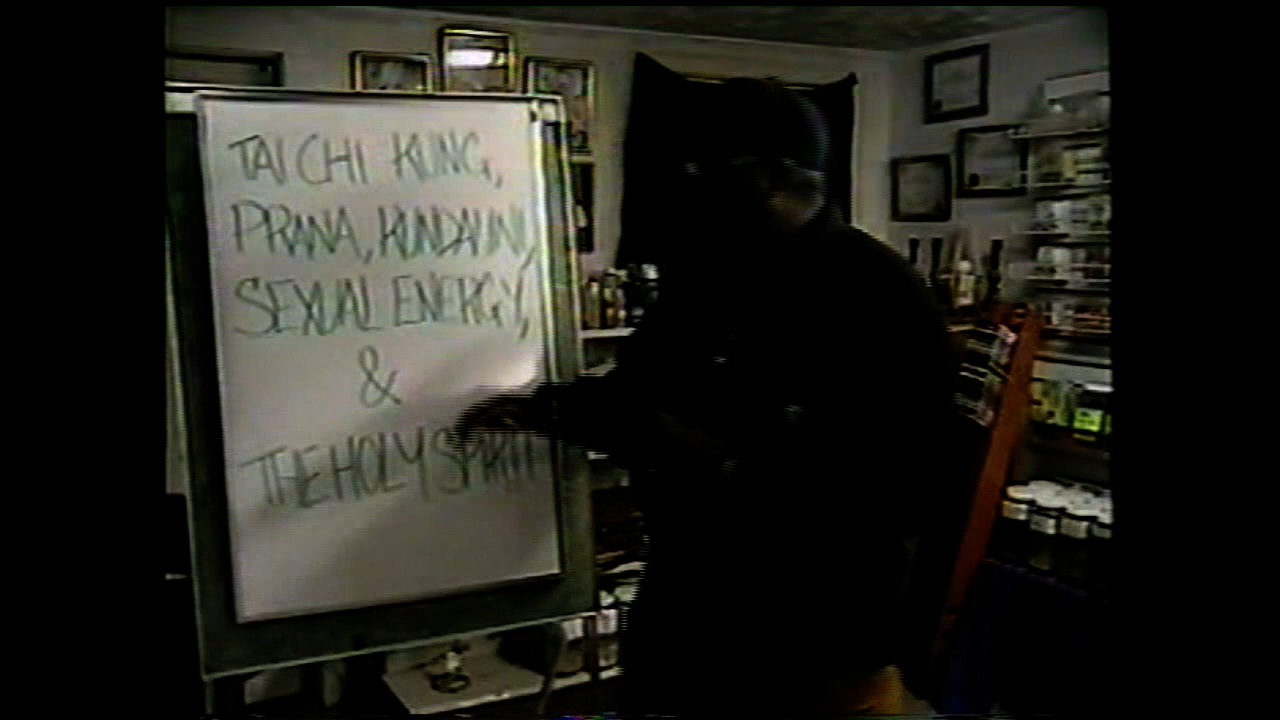 TAI CHI KUNG,
PRANA, KUNDALINI,
SEXUAL ENERGY,
&
THE HOLY SPIRIT